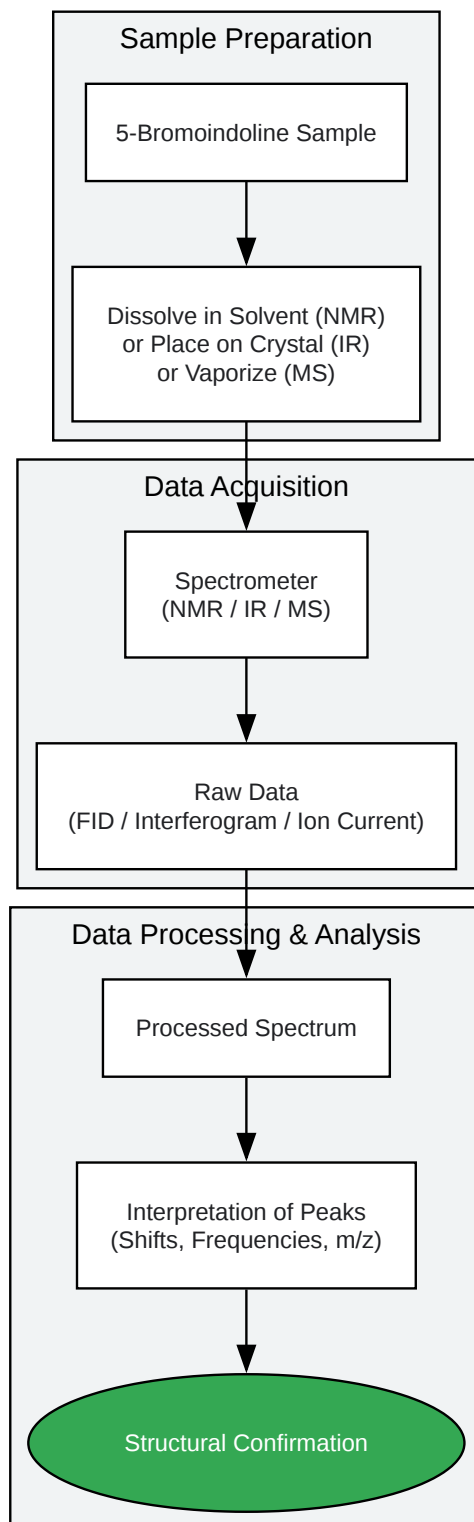 Sample Preparation
5-Bromoindoline Sample
Dissolve in Solvent (NMR)
or Place on Crystal (IR)
or Vaporize (MS)
Data Acquisition
Spectrometer
(NMR / IR / MS)
Raw Data
(FID / Interferogram / Ion Current)
Data Processing & Analysis
Processed Spectrum
Interpretation of Peaks
(Shifts, Frequencies, m/z)
Structural Confirmation